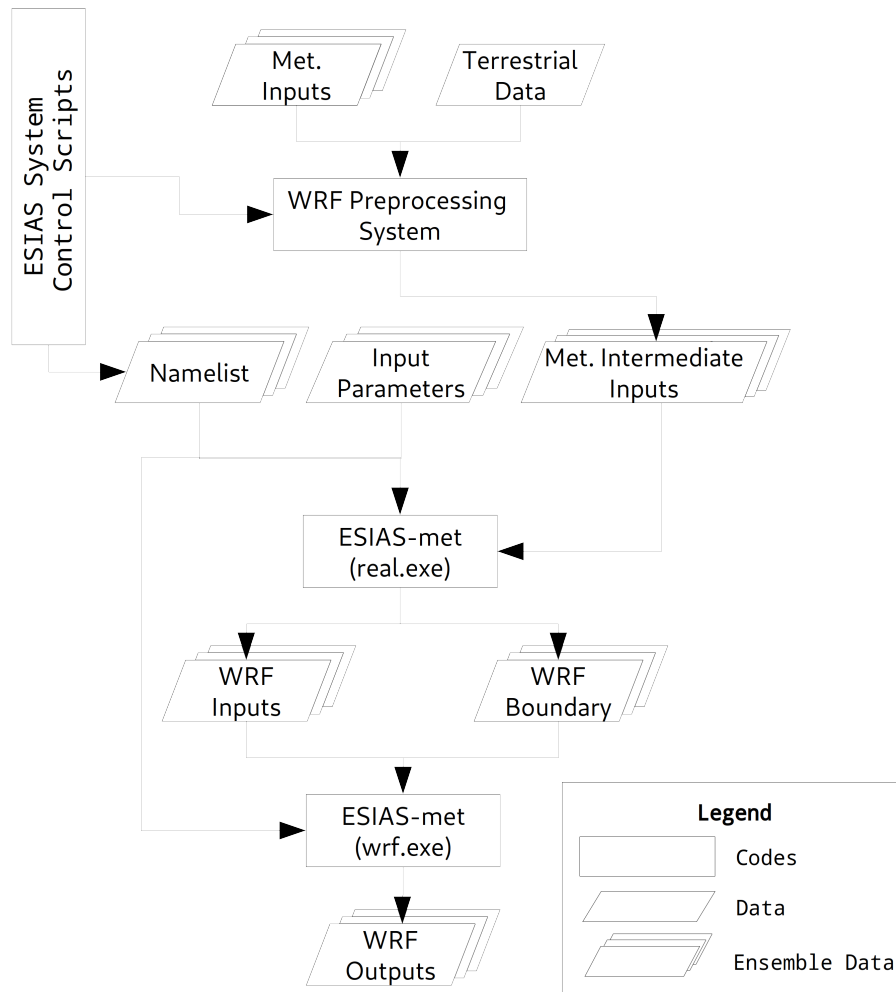 ESIAS System
Control Scripts
Met.
Inputs
Terrestrial
Data
WRF Preprocessing
System
Namelist
Input
Parameters
Met. Intermediate
Inputs
ESIAS-met
(real.exe)
WRF
Inputs
WRF
Boundary
ESIAS-met
(wrf.exe)
WRF
Outputs
Legend
Codes
Data
Ensemble Data